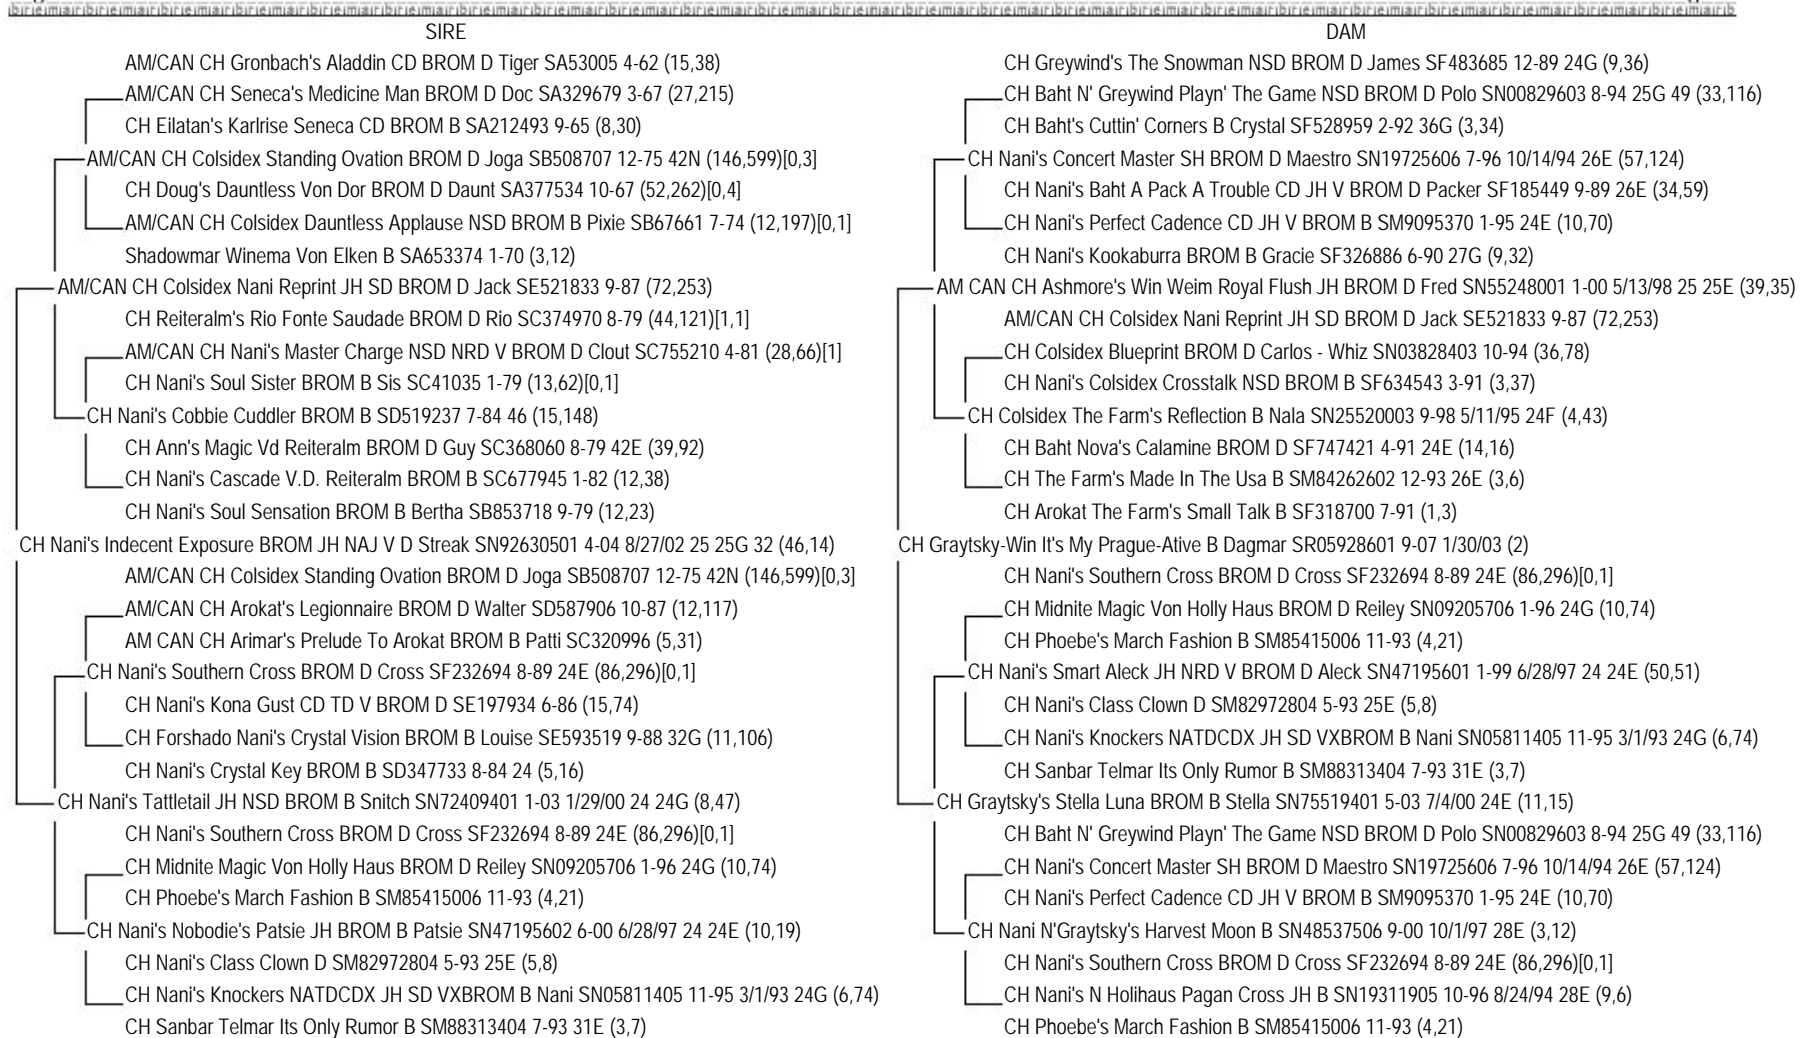 SIRE
AM/CAN CH Gronbach's Aladdin CD BROM D Tiger SA53005 4-62 (15,38)
AM/CAN CH Seneca's Medicine Man BROM D Doc SA329679 3-67 (27,215)
CH Eilatan's Karlrise Seneca CD BROM B SA212493 9-65 (8,30)
AM/CAN CH Colsidex Standing Ovation BROM D Joga SB508707 12-75 42N (146,599)[0,3]
CH Doug's Dauntless Von Dor BROM D Daunt SA377534 10-67 (52,262)[0,4]
AM/CAN CH Colsidex Dauntless Applause NSD BROM B Pixie SB67661 7-74 (12,197)[0,1]
Shadowmar Winema Von Elken B SA653374 1-70 (3,12)
AM/CAN CH Colsidex Nani Reprint JH SD BROM D Jack SE521833 9-87 (72,253)
CH Reiteralm's Rio Fonte Saudade BROM D Rio SC374970 8-79 (44,121)[1,1]
AM/CAN CH Nani's Master Charge NSD NRD V BROM D Clout SC755210 4-81 (28,66)[1]
CH Nani's Soul Sister BROM B Sis SC41035 1-79 (13,62)[0,1]
CH Nani's Cobbie Cuddler BROM B SD519237 7-84 46 (15,148)
CH Ann's Magic Vd Reiteralm BROM D Guy SC368060 8-79 42E (39,92)
CH Nani's Cascade V.D. Reiteralm BROM B SC677945 1-82 (12,38)
CH Nani's Soul Sensation BROM B Bertha SB853718 9-79 (12,23)
CH Nani's Indecent Exposure BROM JH NAJ V D Streak SN92630501 4-04 8/27/02 25 25G 32 (46,14)
AM/CAN CH Colsidex Standing Ovation BROM D Joga SB508707 12-75 42N (146,599)[0,3]
AM/CAN CH Arokat's Legionnaire BROM D Walter SD587906 10-87 (12,117)
AM CAN CH Arimar's Prelude To Arokat BROM B Patti SC320996 (5,31)
CH Nani's Southern Cross BROM D Cross SF232694 8-89 24E (86,296)[0,1]
CH Nani's Kona Gust CD TD V BROM D SE197934 6-86 (15,74)
CH Forshado Nani's Crystal Vision BROM B Louise SE593519 9-88 32G (11,106)
CH Nani's Crystal Key BROM B SD347733 8-84 24 (5,16)
CH Nani's Tattletail JH NSD BROM B Snitch SN72409401 1-03 1/29/00 24 24G (8,47)
CH Nani's Southern Cross BROM D Cross SF232694 8-89 24E (86,296)[0,1]
CH Midnite Magic Von Holly Haus BROM D Reiley SN09205706 1-96 24G (10,74)
CH Phoebe's March Fashion B SM85415006 11-93 (4,21)
CH Nani's Nobodie's Patsie JH BROM B Patsie SN47195602 6-00 6/28/97 24 24E (10,19)
CH Nani's Class Clown D SM82972804 5-93 25E (5,8)
CH Nani's Knockers NATDCDX JH SD VXBROM B Nani SN05811405 11-95 3/1/93 24G (6,74)
CH Sanbar Telmar Its Only Rumor B SM88313404 7-93 31E (3,7)
DAM
CH Greywind's The Snowman NSD BROM D James SF483685 12-89 24G (9,36)
CH Baht N' Greywind Playn' The Game NSD BROM D Polo SN00829603 8-94 25G 49 (33,116)
CH Baht's Cuttin' Corners B Crystal SF528959 2-92 36G (3,34)
CH Nani's Concert Master SH BROM D Maestro SN19725606 7-96 10/14/94 26E (57,124)
CH Nani's Baht A Pack A Trouble CD JH V BROM D Packer SF185449 9-89 26E (34,59)
CH Nani's Perfect Cadence CD JH V BROM B SM9095370 1-95 24E (10,70)
CH Nani's Kookaburra BROM B Gracie SF326886 6-90 27G (9,32)
AM CAN CH Ashmore's Win Weim Royal Flush JH BROM D Fred SN55248001 1-00 5/13/98 25 25E (39,35)
AM/CAN CH Colsidex Nani Reprint JH SD BROM D Jack SE521833 9-87 (72,253)
CH Colsidex Blueprint BROM D Carlos - Whiz SN03828403 10-94 (36,78)
CH Nani's Colsidex Crosstalk NSD BROM B SF634543 3-91 (3,37)
CH Colsidex The Farm's Reflection B Nala SN25520003 9-98 5/11/95 24F (4,43)
CH Baht Nova's Calamine BROM D SF747421 4-91 24E (14,16)
CH The Farm's Made In The Usa B SM84262602 12-93 26E (3,6)
CH Arokat The Farm's Small Talk B SF318700 7-91 (1,3)
CH Graytsky-Win It's My Prague-Ative B Dagmar SR05928601 9-07 1/30/03 (2)
CH Nani's Southern Cross BROM D Cross SF232694 8-89 24E (86,296)[0,1]
CH Midnite Magic Von Holly Haus BROM D Reiley SN09205706 1-96 24G (10,74)
CH Phoebe's March Fashion B SM85415006 11-93 (4,21)
CH Nani's Smart Aleck JH NRD V BROM D Aleck SN47195601 1-99 6/28/97 24 24E (50,51)
CH Nani's Class Clown D SM82972804 5-93 25E (5,8)
CH Nani's Knockers NATDCDX JH SD VXBROM B Nani SN05811405 11-95 3/1/93 24G (6,74)
CH Sanbar Telmar Its Only Rumor B SM88313404 7-93 31E (3,7)
CH Graytsky's Stella Luna BROM B Stella SN75519401 5-03 7/4/00 24E (11,15)
CH Baht N' Greywind Playn' The Game NSD BROM D Polo SN00829603 8-94 25G 49 (33,116)
CH Nani's Concert Master SH BROM D Maestro SN19725606 7-96 10/14/94 26E (57,124)
CH Nani's Perfect Cadence CD JH V BROM B SM9095370 1-95 24E (10,70)
CH Nani N'Graytsky's Harvest Moon B SN48537506 9-00 10/1/97 28E (3,12)
CH Nani's Southern Cross BROM D Cross SF232694 8-89 24E (86,296)[0,1]
CH Nani's N Holihaus Pagan Cross JH B SN19311905 10-96 8/24/94 28E (9,6)
CH Phoebe's March Fashion B SM85415006 11-93 (4,21)